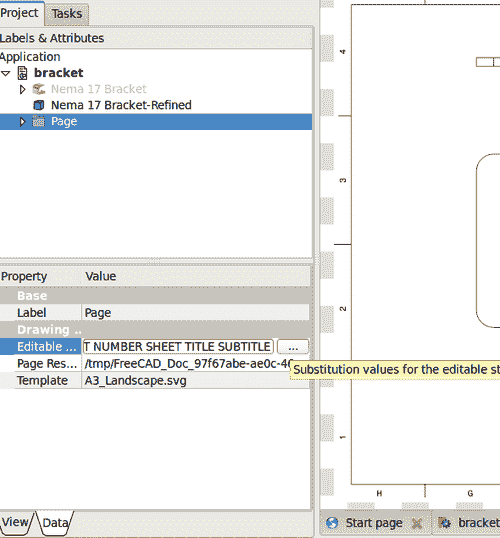 Project
Tasks
Labels & Attributes
Application
bracket
Nema 17 Bracket
Nema 17 Bracket-Refined
Page
Property Value
Base
Label Page
Drawing ..
Editable ... T NUMBER SHEET TITLE SUBTITLE ...
Page Res... /tmp/FreeCAD_Doc_97f67abe-ae0c-4
Substitution values for the editable st
Template A3_Landscape.svg
View Data
4
3
2
1
H G
Start page bracket